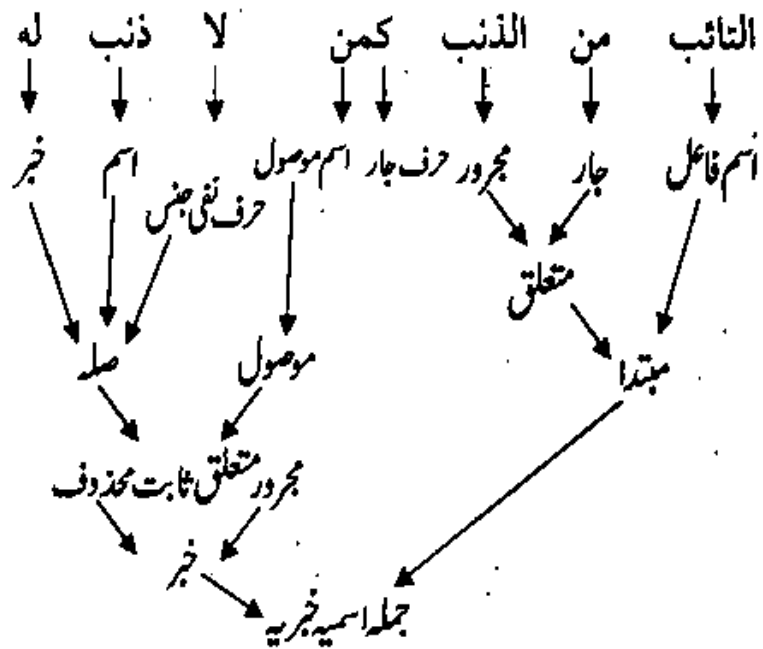 التائب من الذنب كمن لا ذنب له
اسم فاعل جار مجرور حرف جار اسم موصول حرف نفی جنس اسم خبر
متعلق
مبتدا موصول صلہ
مجرور متعلق ثابت محذوف
خبر
جملہ اسمیہ خبریہ